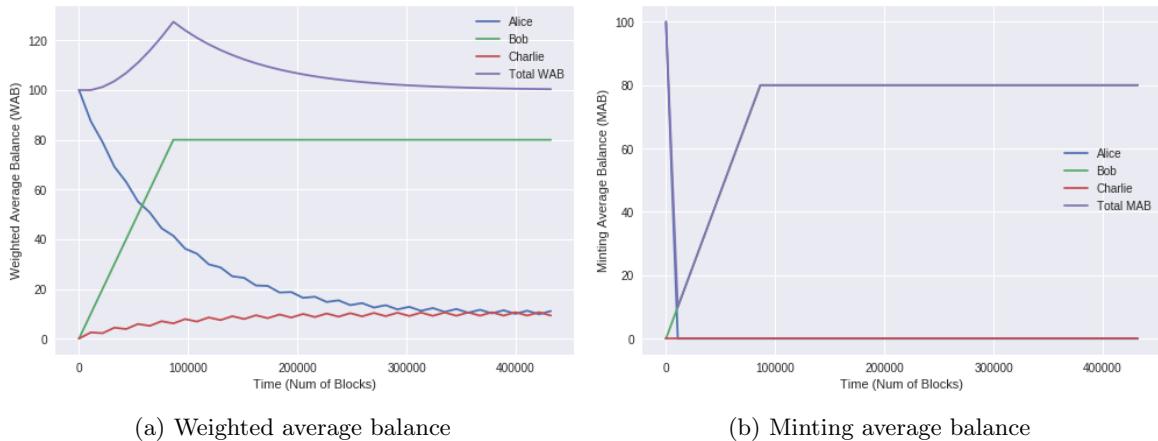 120
100
80
60
40
20
0
Weighted Average Balance (WAB)
Alice
Bob
Charlie
Total WAB
0
100000
200000
300000
400000
Time (Num of Blocks)
(a) Weighted average balance
100
80
60
40
20
0
Minting Average Balance (MAB)
Alice
Bob
Charlie
Total MAB
0
100000
200000
300000
400000
Time (Num of Blocks)
(b) Minting average balance